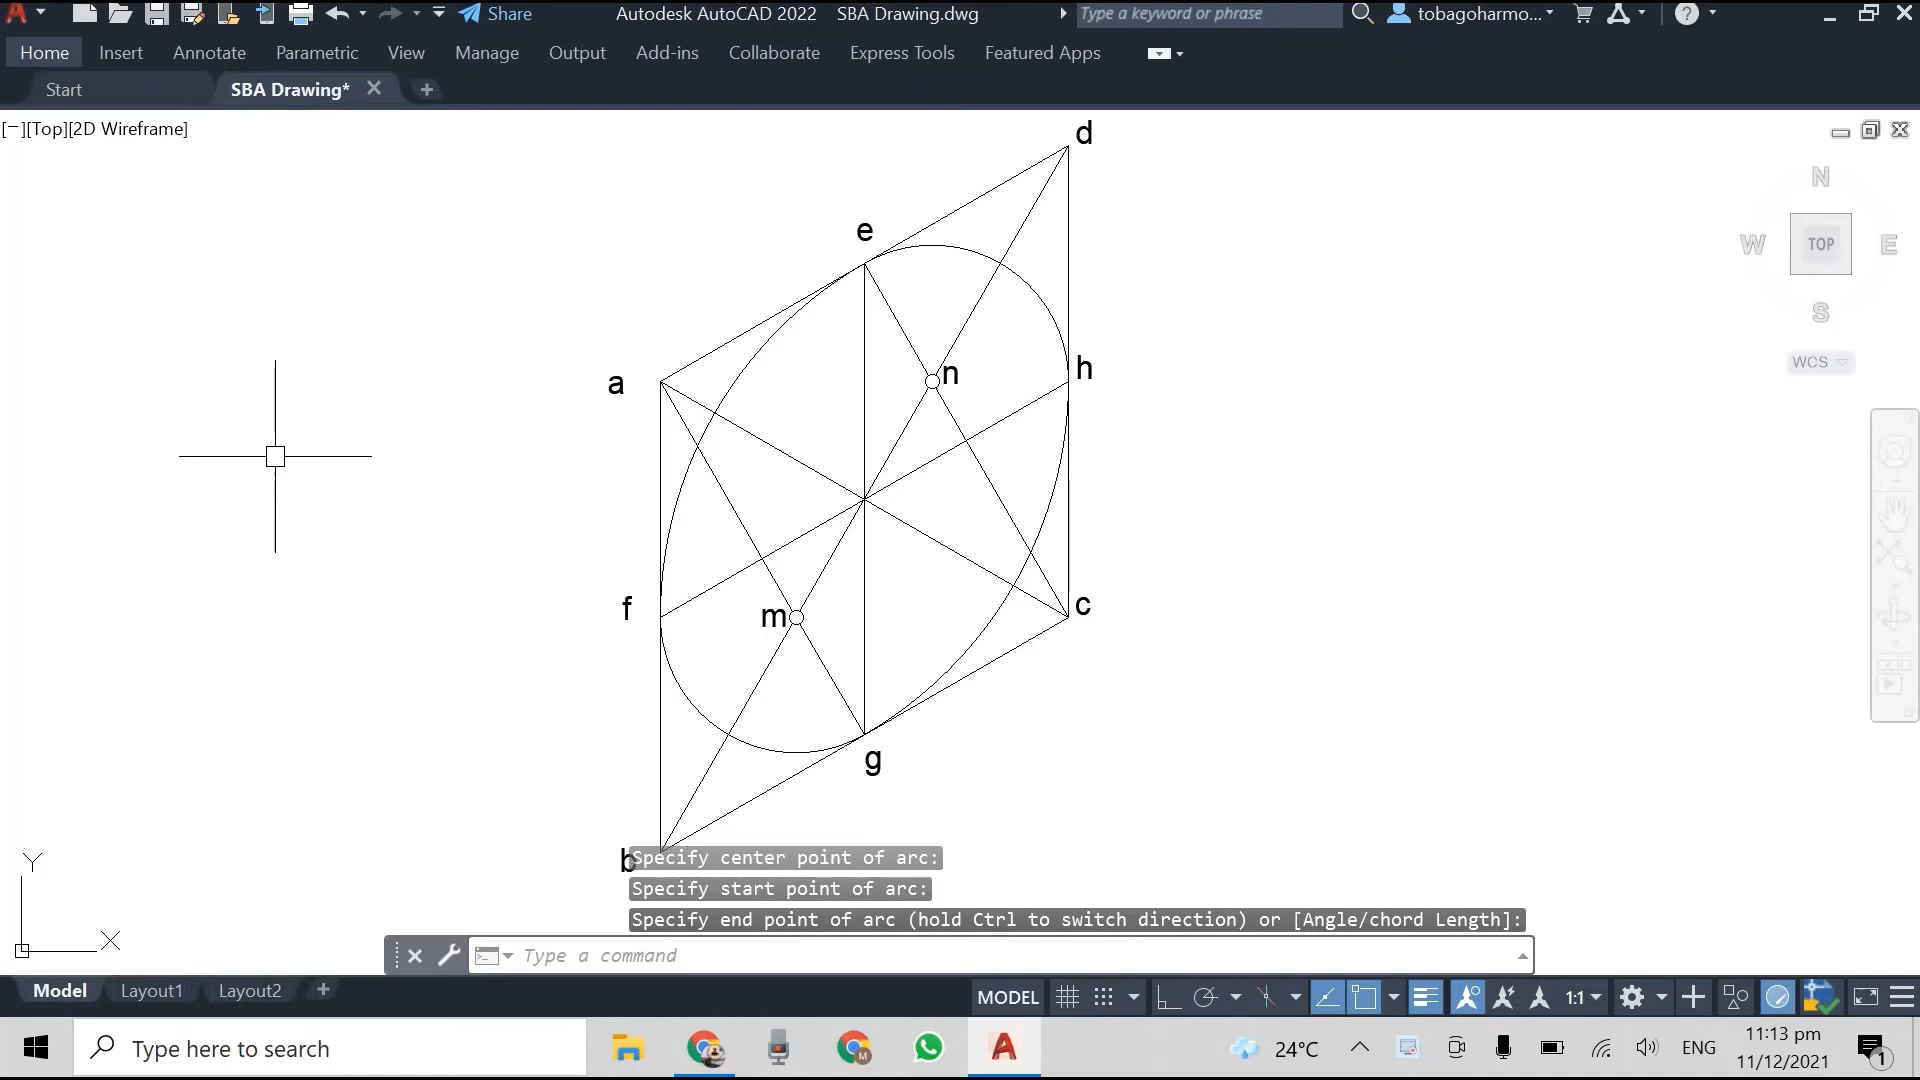 Share
Autodesk AutoCAD 2022 SBA Drawing.dwg
Type a keyword or phrase
tobagoharmo...
Home Insert Annotate Parametric View Manage Output Add-ins Collaborate Express Tools Featured Apps
Start
SBA Drawing*
[−][Top][2D Wireframe]
d
N
e
W TOP E
S
n
h
a
WCS
f
m
c
g
b
Specify center point of arc:
Specify start point of arc:
Specify end point of arc (hold Ctrl to switch direction) or [Angle/chord Length]:
Y
X
Type a command
Model Layout1 Layout2
MODEL
1:1
Type here to search
M
24°C
ENG
11:13 pm
11/12/2021
1